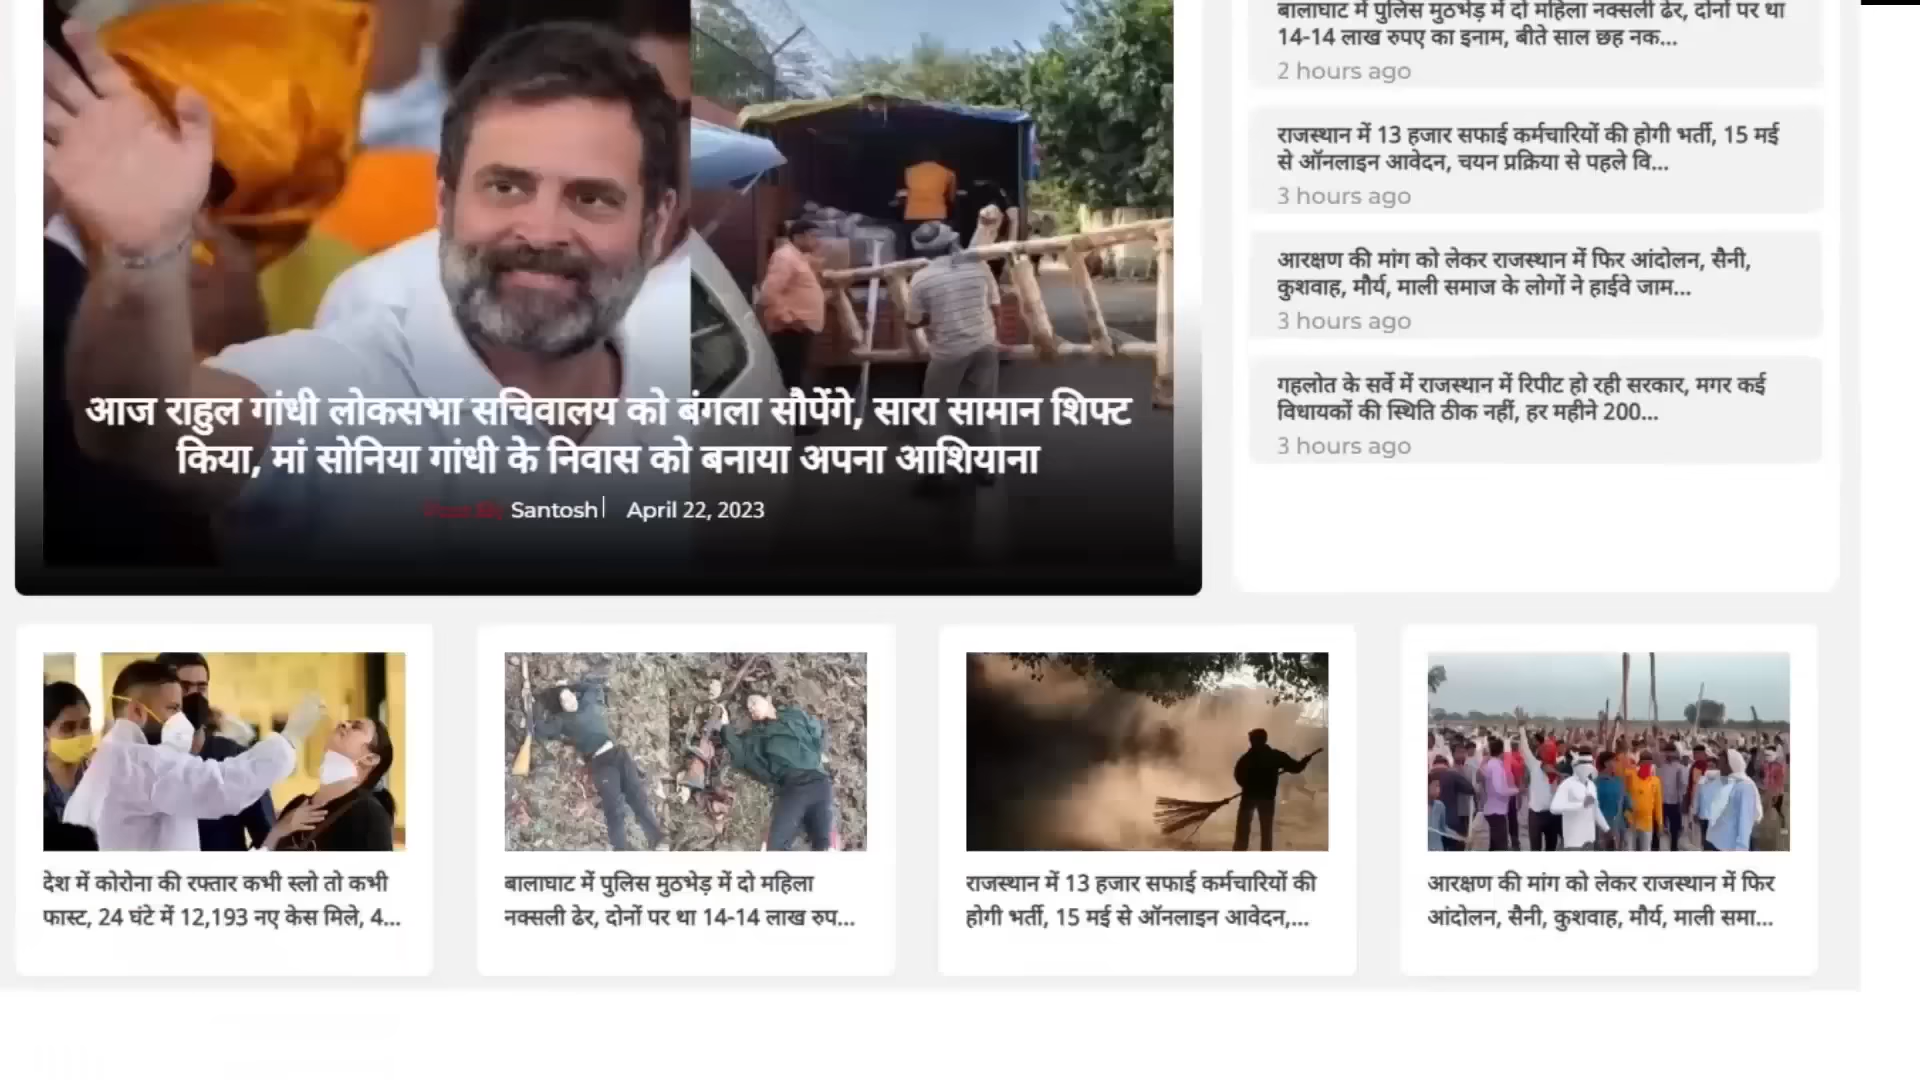 आज राहुल गांधी लोकसभा सचिवालय को बंगला सौपेंगे, सारा सामान शिफ्ट
किया, मां सोनिया गांधी के निवास को बनाया अपना आशियाना
Post By Santosh| April 22, 2023
बालाघाट में पुलिस मुठभेड़ में दो महिला नक्सली ढेर, दोनों पर था
14-14 लाख रुपए का इनाम, बीते साल छह नक...
2 hours ago
राजस्थान में 13 हजार सफाई कर्मचारियों की होगी भर्ती, 15 मई
से ऑनलाइन आवेदन, चयन प्रक्रिया से पहले वि...
3 hours ago
आरक्षण की मांग को लेकर राजस्थान में फिर आंदोलन, सैनी,
कुशवाह, मौर्य, माली समाज के लोगों ने हाईवे जाम...
3 hours ago
गहलोत के सर्वे में राजस्थान में रिपीट हो रही सरकार, मगर कई
विधायकों की स्थिति ठीक नहीं, हर महीने 200...
3 hours ago
देश में कोरोना की रफ्तार कभी स्लो तो कभी
फास्ट, 24 घंटे में 12,193 नए केस मिले, 4...
बालाघाट में पुलिस मुठभेड़ में दो महिला
नक्सली ढेर, दोनों पर था 14-14 लाख रुप...
राजस्थान में 13 हजार सफाई कर्मचारियों की
होगी भर्ती, 15 मई से ऑनलाइन आवेदन,...
आरक्षण की मांग को लेकर राजस्थान में फिर
आंदोलन, सैनी, कुशवाह, मौर्य, माली समा...